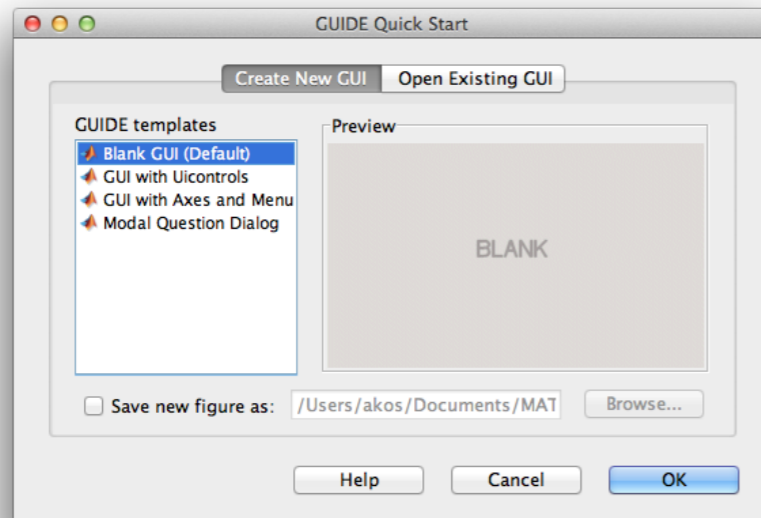 GUIDE Quick Start
Create New GUI Open Existing GUI
GUIDE templates
Blank GUI (Default)
GUI with Uicontrols
GUI with Axes and Menu
Modal Question Dialog
Preview
BLANK
Save new figure as: /Users/akos/Documents/MAT Browse...
Help Cancel OK